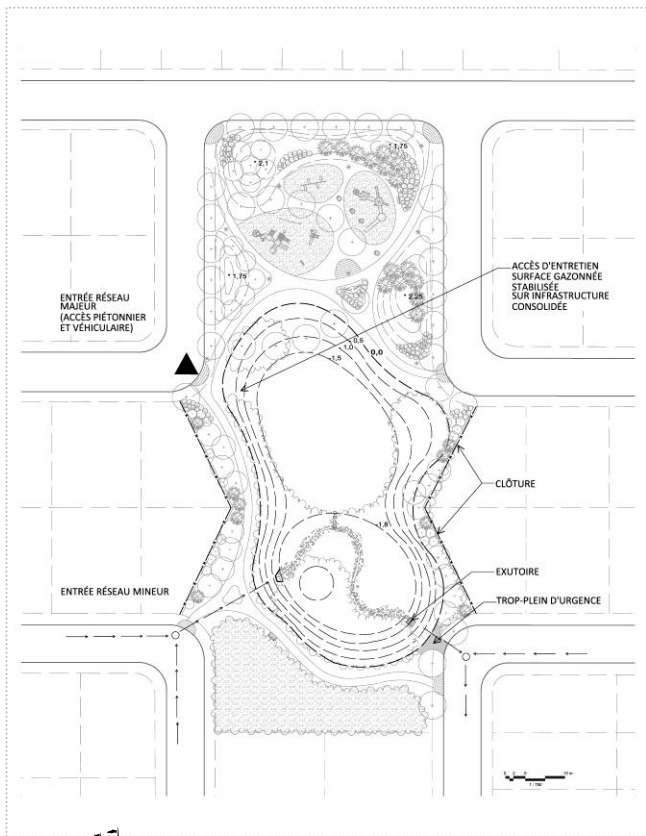 2.1
1.75
1.75
2.25
ACCÈS D'ENTRETIEN
SURFACE GAZONNÉE
STABILISÉE
SUR INFRASTRUCTURE
CONSOLIDÉE
ENTRÉE RÉSEAU
MAJEUR
(ACCÈS PIÉTONNIER
ET VÉHICULAIRE)
0,0
-0,5
-1,0
-1,5
CLÔTURE
-1,8
EXUTOIRE
ENTRÉE RÉSEAU MINEUR
TROP-PLEIN D'URGENCE
10 m